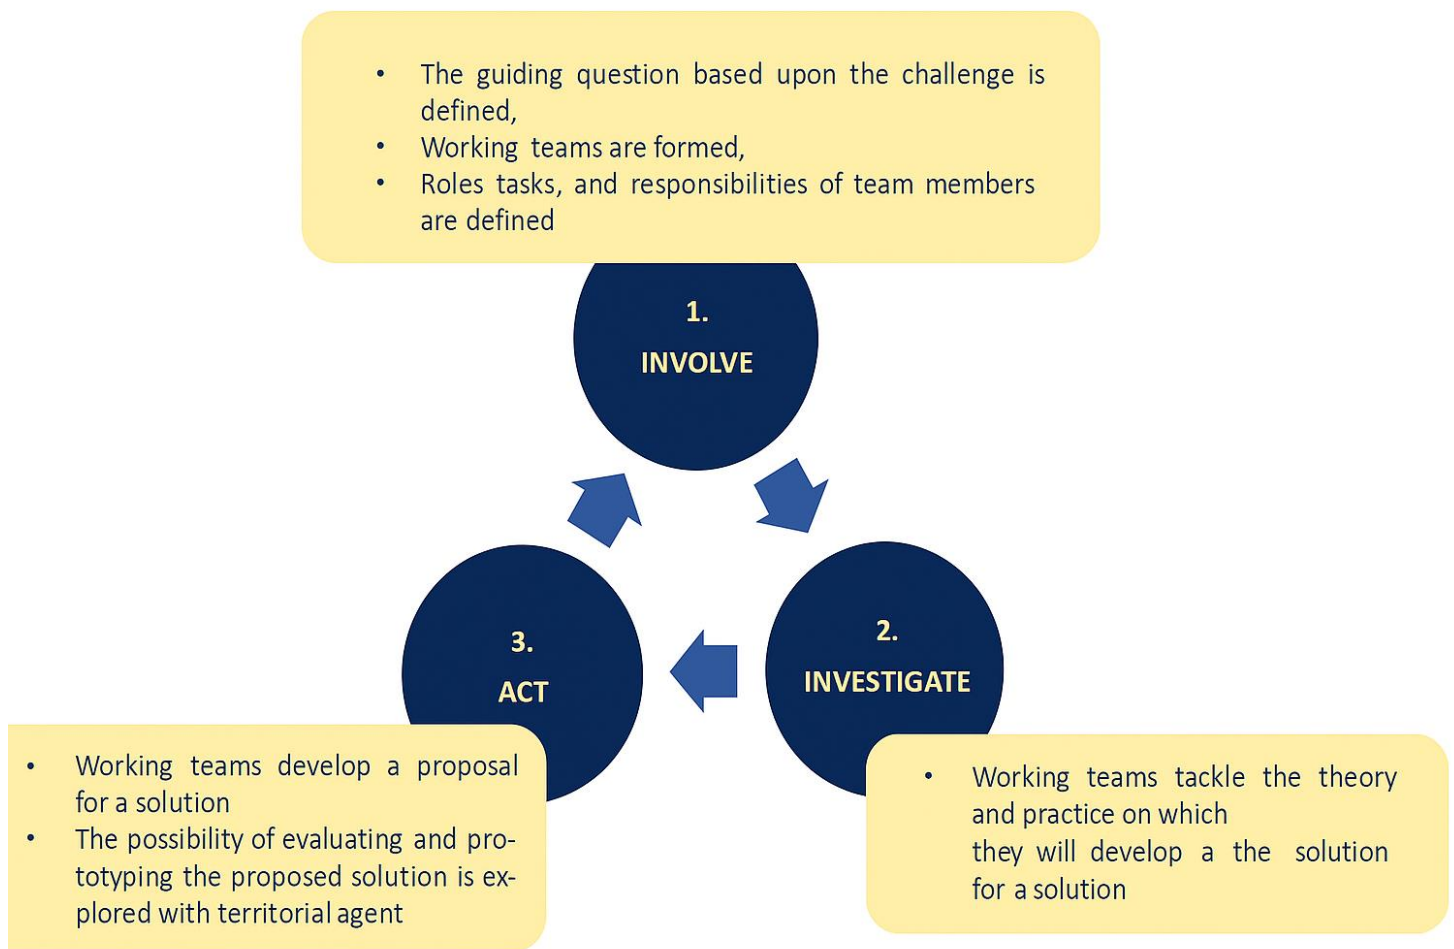 • The guiding question based upon the challenge is
defined,
• Working teams are formed,
• Roles tasks, and responsibilities of team members
are defined
1.
INVOLVE
2.
INVESTIGATE
• Working teams tackle the theory
and practice on which
they will develop a the solution
for a solution
3.
ACT
• Working teams develop a proposal
for a solution
• The possibility of evaluating and pro-
totyping the proposed solution is ex-
plored with territorial agent